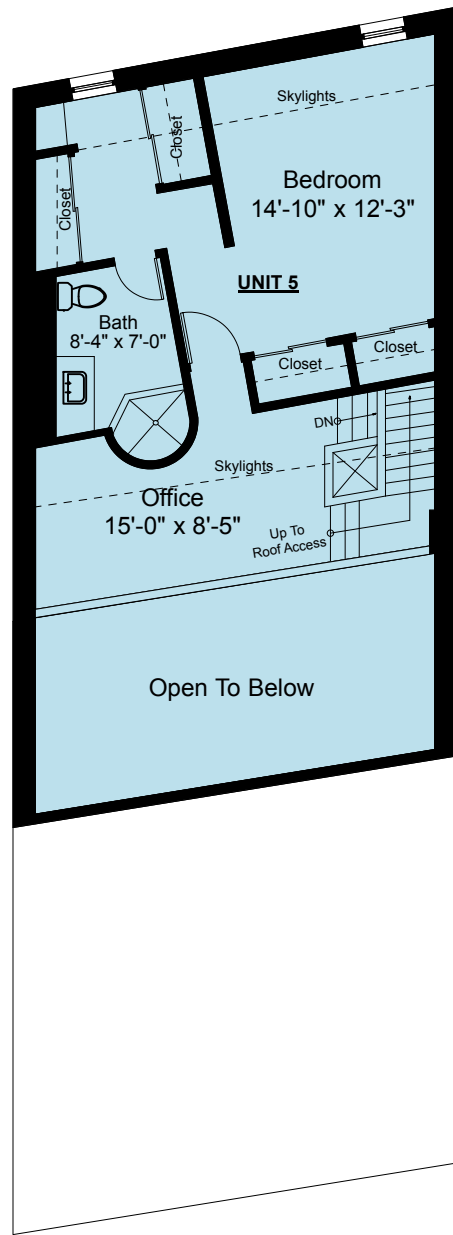 Skylights
Closet
Bedroom
14'-10" x 12'-3"
Closet
UNIT 5
Bath
8'-4" x 7'-0"
Closet
Closet
DN
Skylights
Office
15'-0" x 8'-5"
Up To
Roof Access
Open To Below